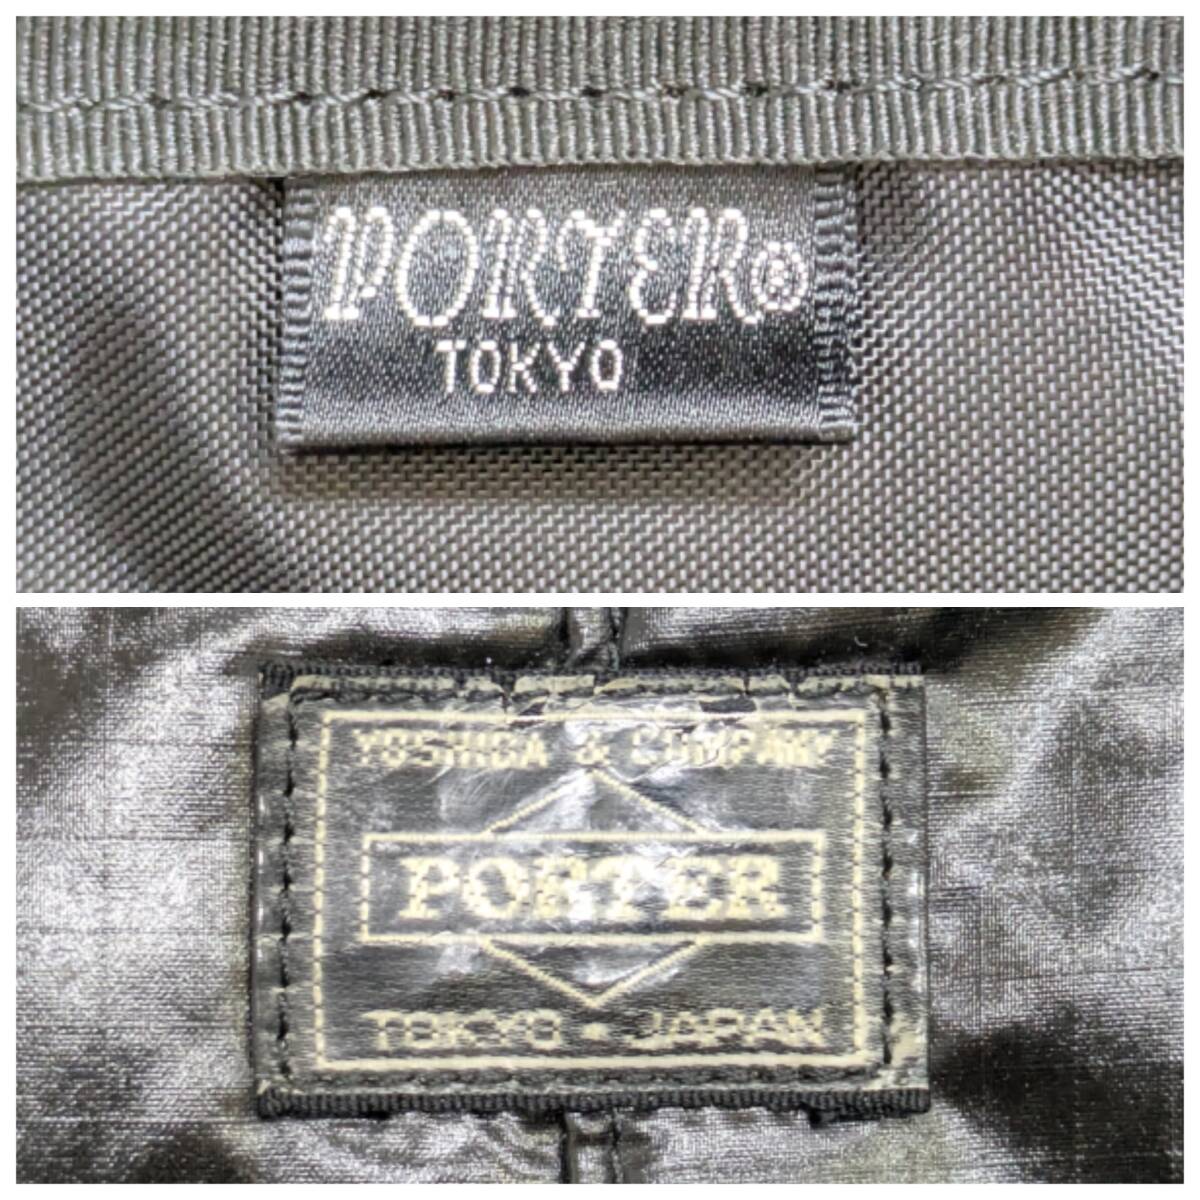 PORTER®
TOKYO
YOSHIDA & COMPANY
PORTER
TOKYO • JAPAN